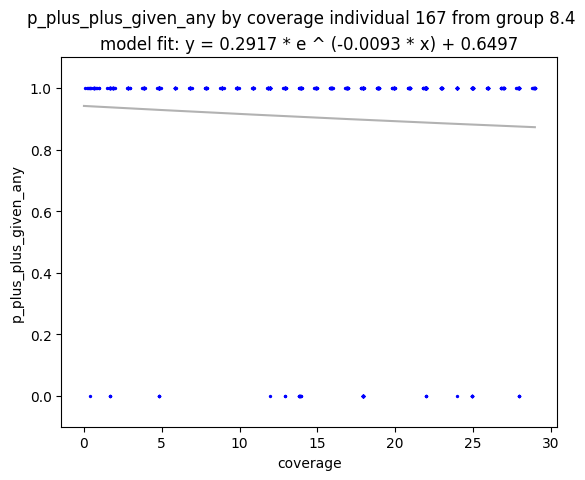 p_plus_plus_given_any by coverage individual 167 from group 8.4
model fit: y = 0.2917 * e ^ (-0.0093 * x) + 0.6497
1.0
0.8
0.6
0.4
0.2
0.0
p_plus_plus_given_any
0 5 10 15 20 25 30
coverage